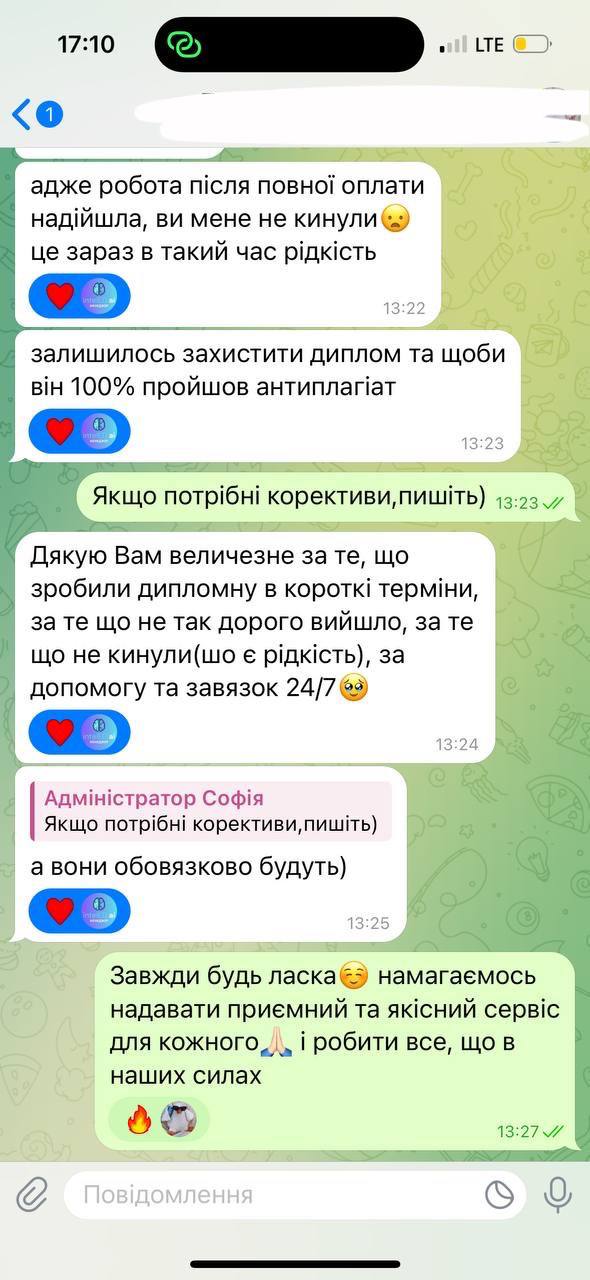 17:10
LTE
1
адже робота після повної оплати
надійшла, ви мене не кинули😦
це зараз в такий час рідкість
13:22
залишилось захистити диплом та щоби
він 100% пройшов антиплагіат
13:23
Якщо потрібні корективи,пишіть)
13:23
Дякую Вам величезне за те, що
зробили дипломну в короткі терміни,
за те що не так дорого вийшло, за те
що не кинули(шо є рідкість), за
допомогу та завязок 24/7🥹
13:24
Адміністратор Софія
Якщо потрібні корективи,пишіть)
а вони обовязково будуть)
13:25
Завжди будь ласка☺️ намагаємось
надавати приємний та якісний сервіс
для кожного🙏🏻 і робити все, що в
наших силах
13:27
Повідомлення